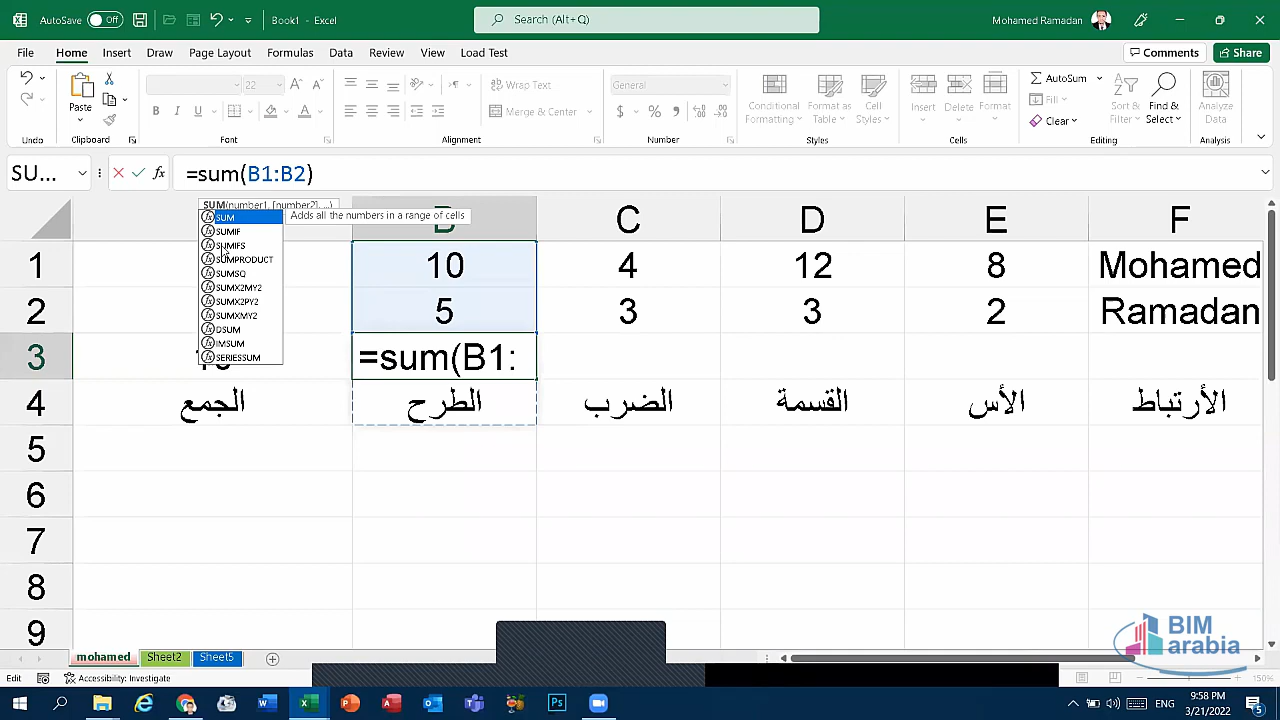 AutoSave Off Book1 - Excel Search (Alt+Q) Mohamed Ramadan
File Home Insert Draw Page Layout Formulas Data Review View Load Test Comments Share
22 Wrap Text General AutoSum
Paste B I U Merge & Center $ % Fill
Conditional Formatting Format as Table Cell Styles Insert Delete Format Clear Sort & Filter Find & Select Analyze Data
Undo Clipboard Font Alignment Number Styles Cells Editing Analysis
SU... fx =sum(B1:B2)
SUM(number1, [number2], ...)
SUM Adds all the numbers in a range of cells
SUMIF
SUMIFS
SUMPRODUCT
SUMSQ
SUMX2MY2
SUMX2PY2
SUMXMY2
DSUM
IMSUM
SERIESSUM
B C D E F
1 10 4 12 8 Mohamed
2 5 3 3 2 Ramadan
3 =sum(B1:
4 الجمع الطرح الضرب القسمة الأس الأرتباط
5
6
7
8
9
BIM
arabia
mohamed Sheet2 Sheet5
Edit Accessibility: Investigate 150%
ENG 9:58 PM
3/21/2022 5